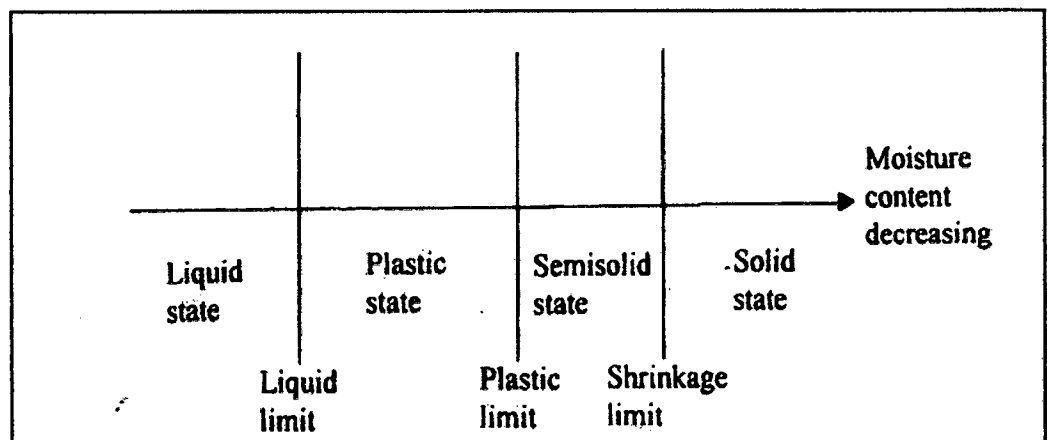 Moisture
content
decreasing
Liquid
state
Plastic
state
Semisolid
state
Solid
state
Liquid
limit
Plastic
limit
Shrinkage
limit